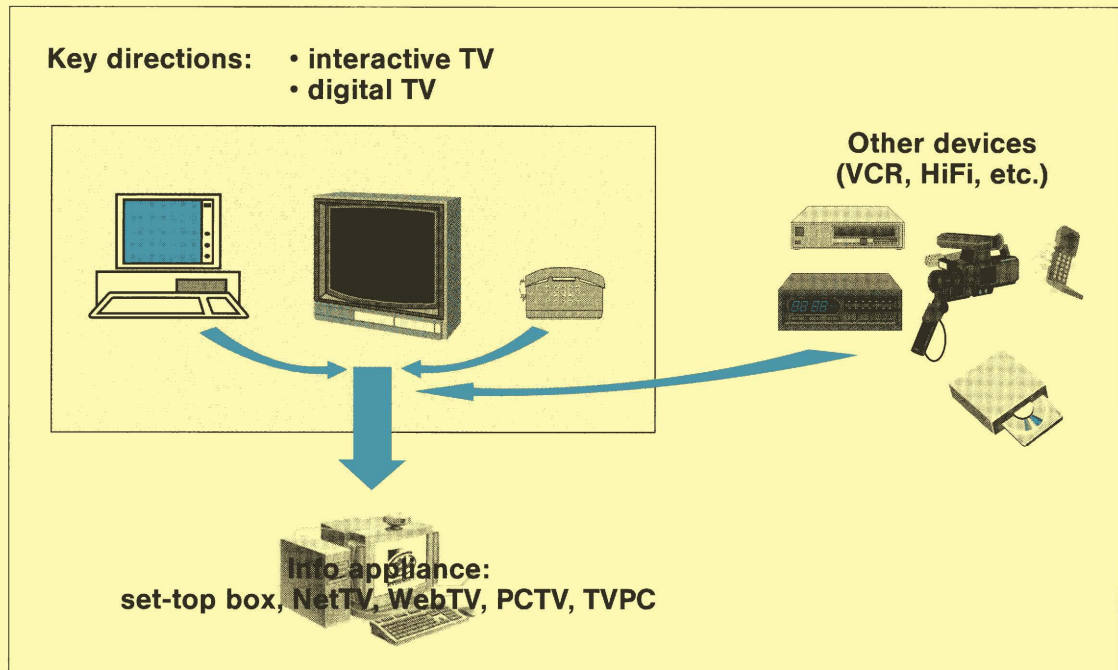 Key directions: • interactive TV
• digital TV
Other devices
(VCR, HiFi, etc.)
Info appliance:
set-top box, NetTV, WebTV, PCTV, TVPC